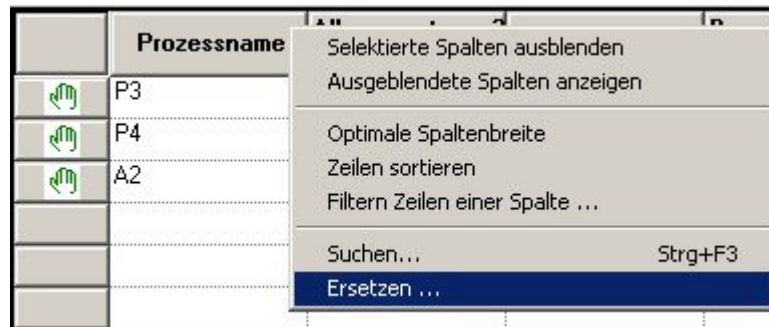 Prozessname
P3
P4
A2
Selektierte Spalten ausblenden
Ausgeblendete Spalten anzeigen
Optimale Spaltenbreite
Zeilen sortieren
Filtern Zeilen einer Spalte ...
Suchen... Strg+F3
Ersetzen ...